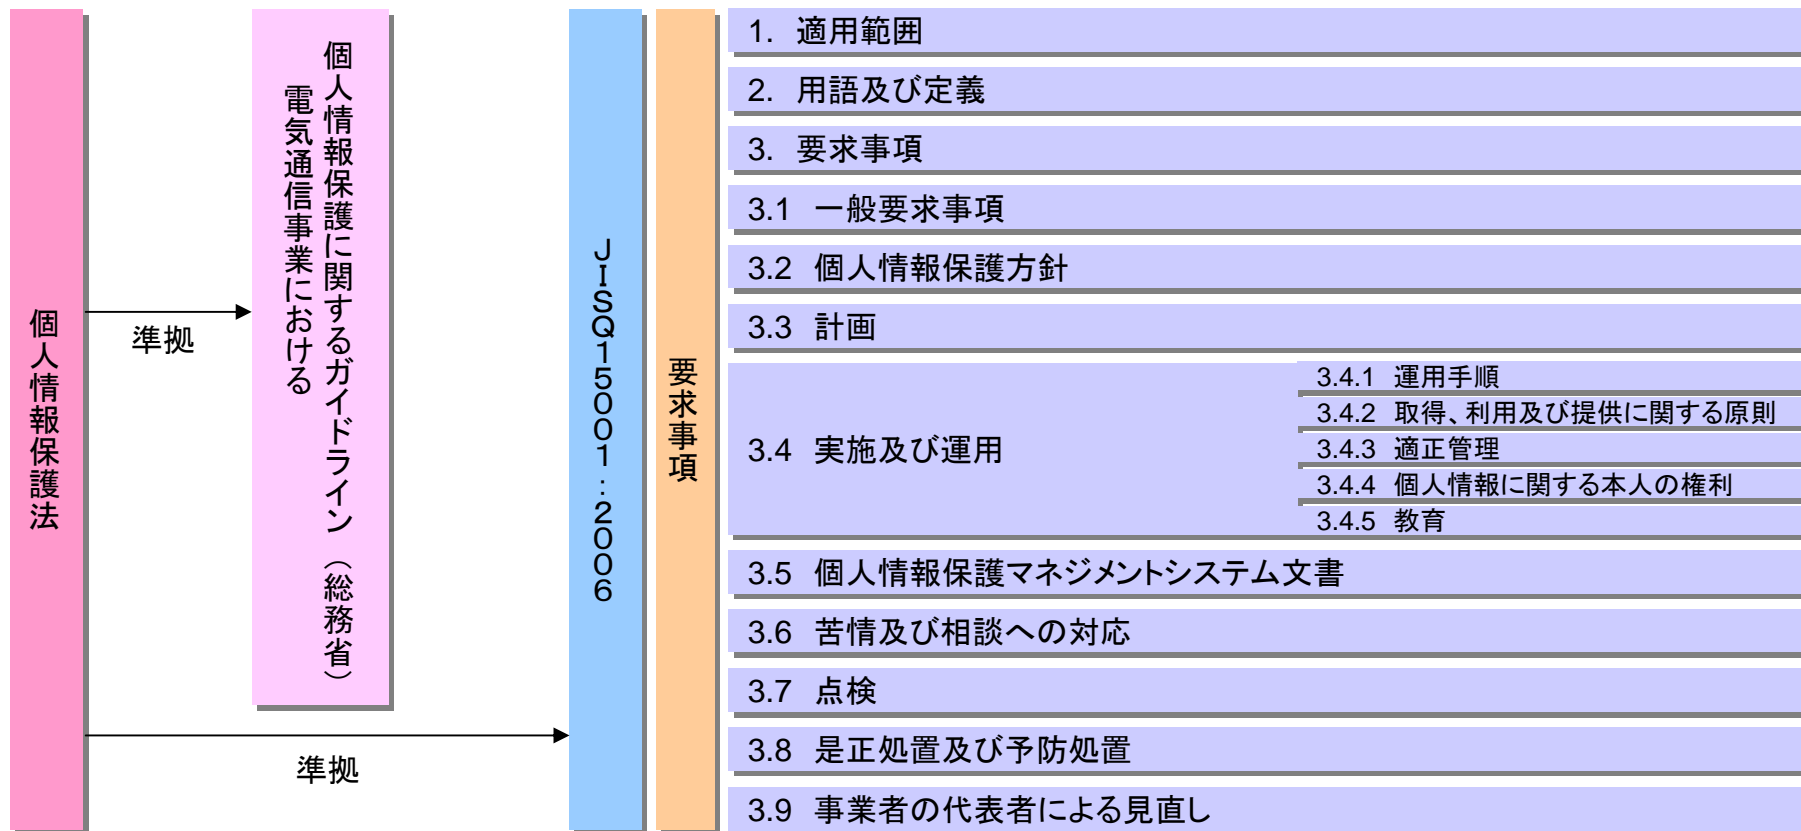 個人情報保護法
準拠
電気通信事業における
個人情報保護に関するガイドライン（総務省）
準拠
ＪＩＳＱ１５００１：２００６
要求事項
1. 適用範囲
2. 用語及び定義
3. 要求事項
3.1 一般要求事項
3.2 個人情報保護方針
3.3 計画
3.4 実施及び運用
3.4.1 運用手順
3.4.2 取得、利用及び提供に関する原則
3.4.3 適正管理
3.4.4 個人情報に関する本人の権利
3.4.5 教育
3.5 個人情報保護マネジメントシステム文書
3.6 苦情及び相談への対応
3.7 点検
3.8 是正処置及び予防処置
3.9 事業者の代表者による見直し